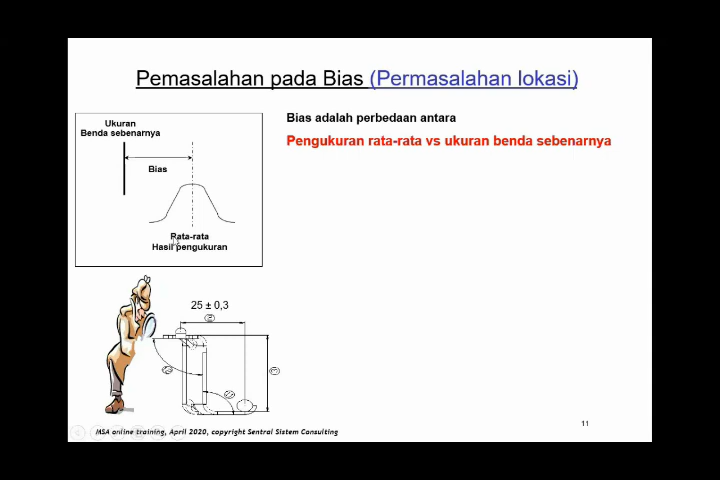 Pemasalahan pada Bias (Permasalahan lokasi)
Ukuran
Benda sebenarnya
Bias
Rata-rata
Hasil pengukuran
Bias adalah perbedaan antara
Pengukuran rata-rata vs ukuran benda sebenarnya
25 ± 0,3
11
MSA online training, April 2020, copyright Sentral Sistem Consulting